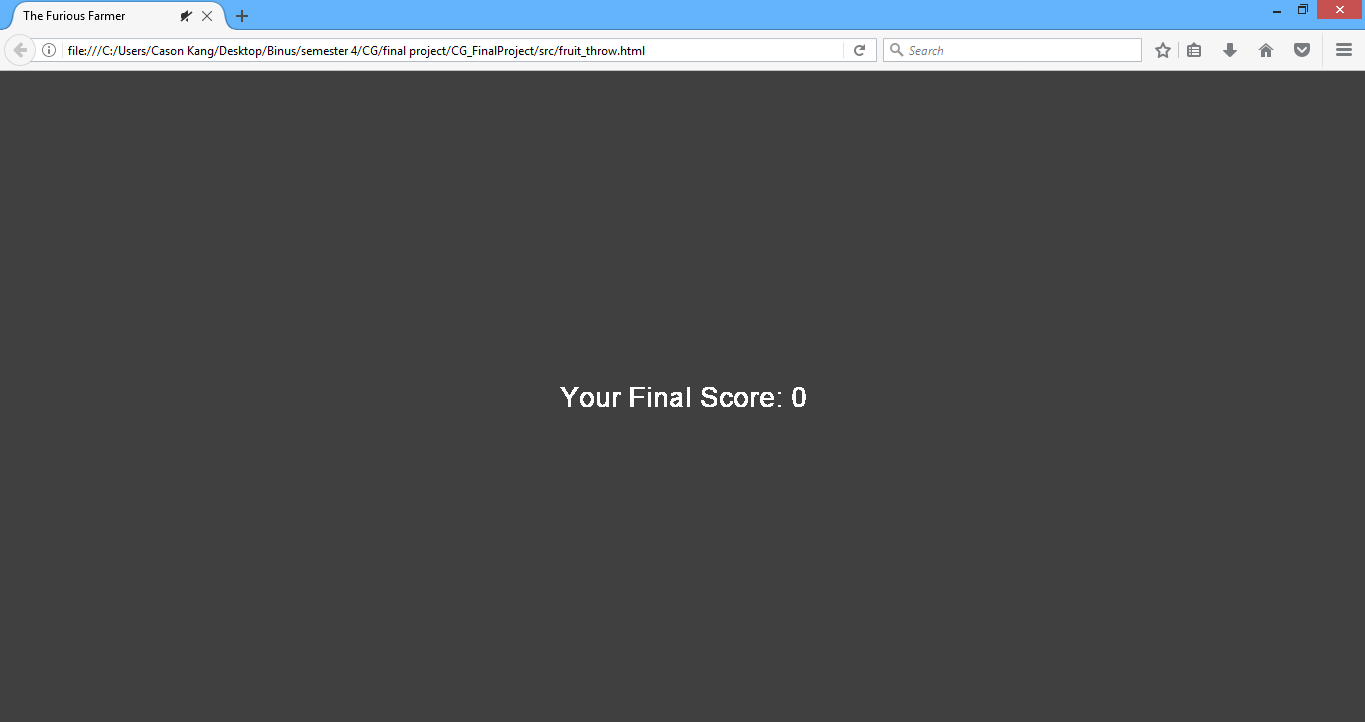 The Furious Farmer
file:///C:/Users/Cason Kang/Desktop/Binus/semester 4/CG/final project/CG_FinalProject/src/fruit_throw.html
Search
Your Final Score: 0